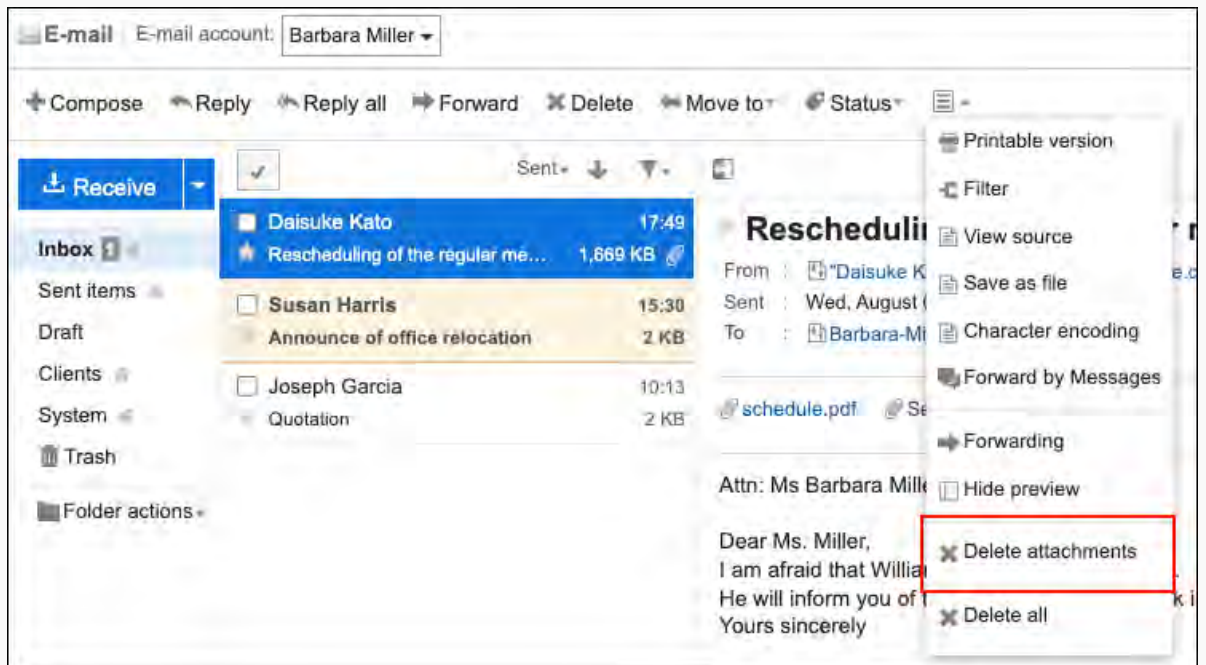 E-mail E-mail account: Barbara Miller
Compose Reply Reply all Forward Delete Move to Status
Receive
Inbox 1
Sent items
Draft
Clients
System
Trash
Folder actions
Sent
Daisuke Kato 17:49
Rescheduling of the regular me... 1,669 KB
Susan Harris 15:30
Announce of office relocation 2 KB
Joseph Garcia 10:13
Quotation 2 KB
From : "Daisuke K
Sent : Wed, August
To : Barbara-Mi
schedule.pdf Se
Attn: Ms Barbara Mille
Dear Ms. Miller,
I am afraid that Willia
He will inform you of
Yours sincerely
Printable version
Filter
View source
Save as file
Character encoding
Forward by Messages
Forwarding
Hide preview
Delete attachments
Delete all